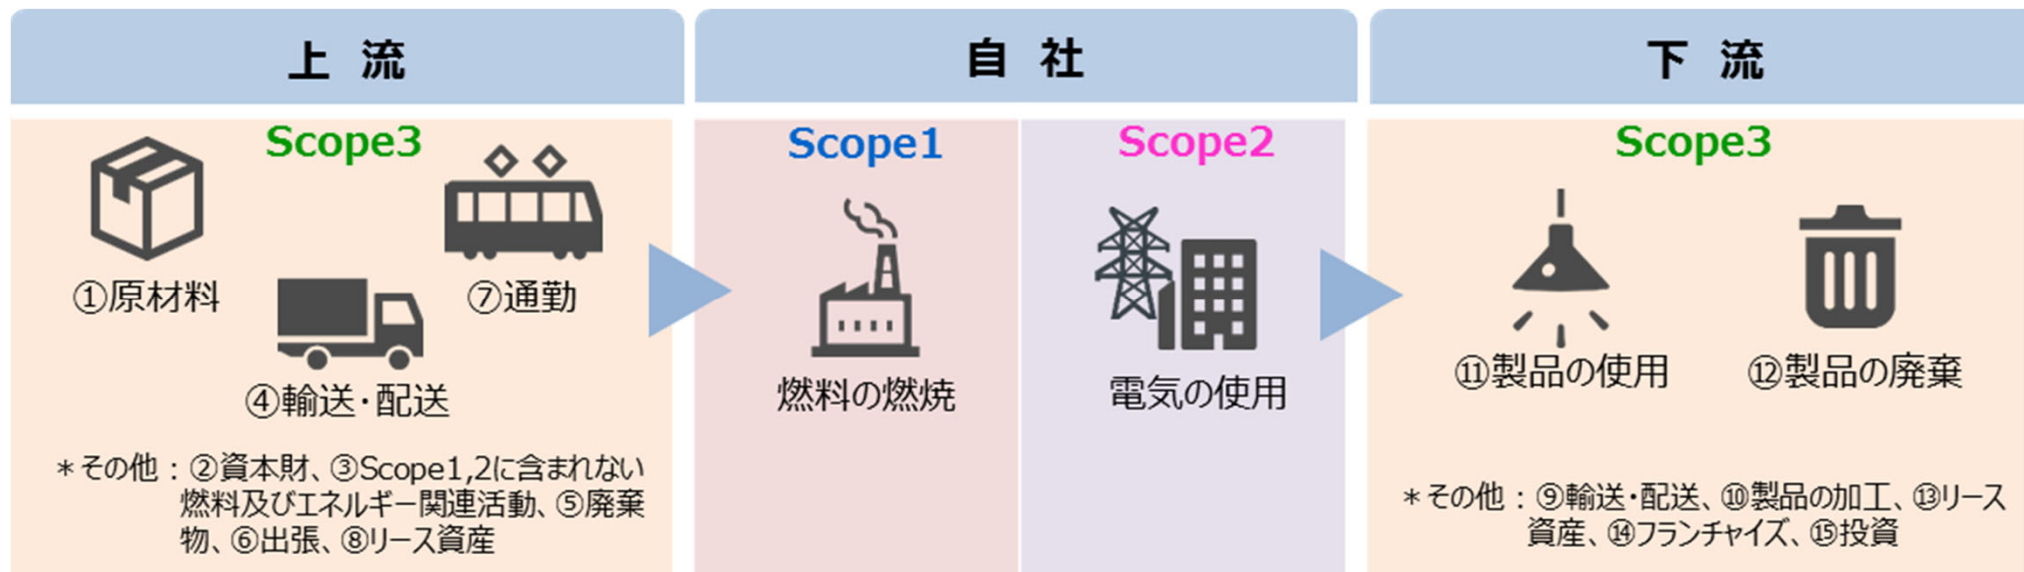 上 流
Scope3
①原材料
⑦通勤
④輸送・配送
＊その他：②資本財、③Scope1,2に含まれない
燃料及びエネルギー関連活動、⑤廃棄
物、⑥出張、⑧リース資産
自 社
Scope1
燃料の燃焼
Scope2
電気の使用
下 流
Scope3
⑪製品の使用
⑫製品の廃棄
＊その他：⑨輸送・配送、⑩製品の加工、⑬リース
資産、⑭フランチャイズ、⑮投資